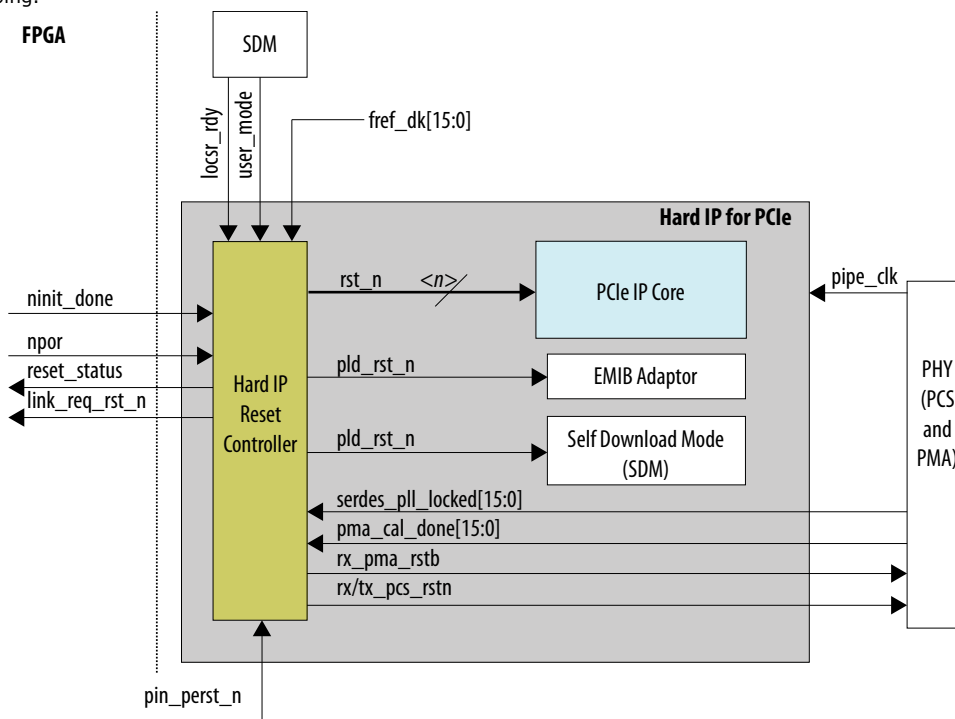 FPGA
SDM
locsr_rdy
user_mode
fref_dk[15:0]
Hard IP for PCIe
rst_n
<n>
PCIe IP Core
pipe_clk
ninit_done
npor
reset_status
link_req_rst_n
Hard IP
Reset
Controller
pld_rst_n
EMIB Adaptor
pld_rst_n
Self Download Mode
(SDM)
PHY
(PCS
and
PMA)
serdes_pll_locked[15:0]
pma_cal_done[15:0]
rx_pma_rstb
rx/tx_pcs_rstn
pin_perst_n